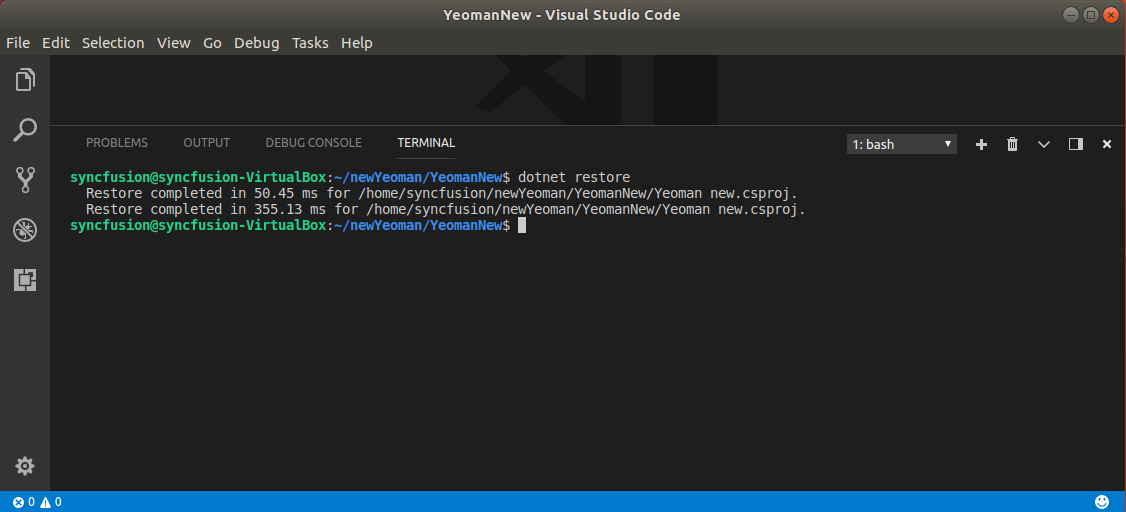 YeomanNew - Visual Studio Code
File Edit Selection View Go Debug Tasks Help
PROBLEMS OUTPUT DEBUG CONSOLE TERMINAL 1: bash
syncfusion@syncfusion-VirtualBox:~/newYeoman/YeomanNew$ dotnet restore
Restore completed in 50.45 ms for /home/syncfusion/newYeoman/YeomanNew/Yeoman new.csproj.
Restore completed in 355.13 ms for /home/syncfusion/newYeoman/YeomanNew/Yeoman new.csproj.
syncfusion@syncfusion-VirtualBox:~/newYeoman/YeomanNew$
0 0